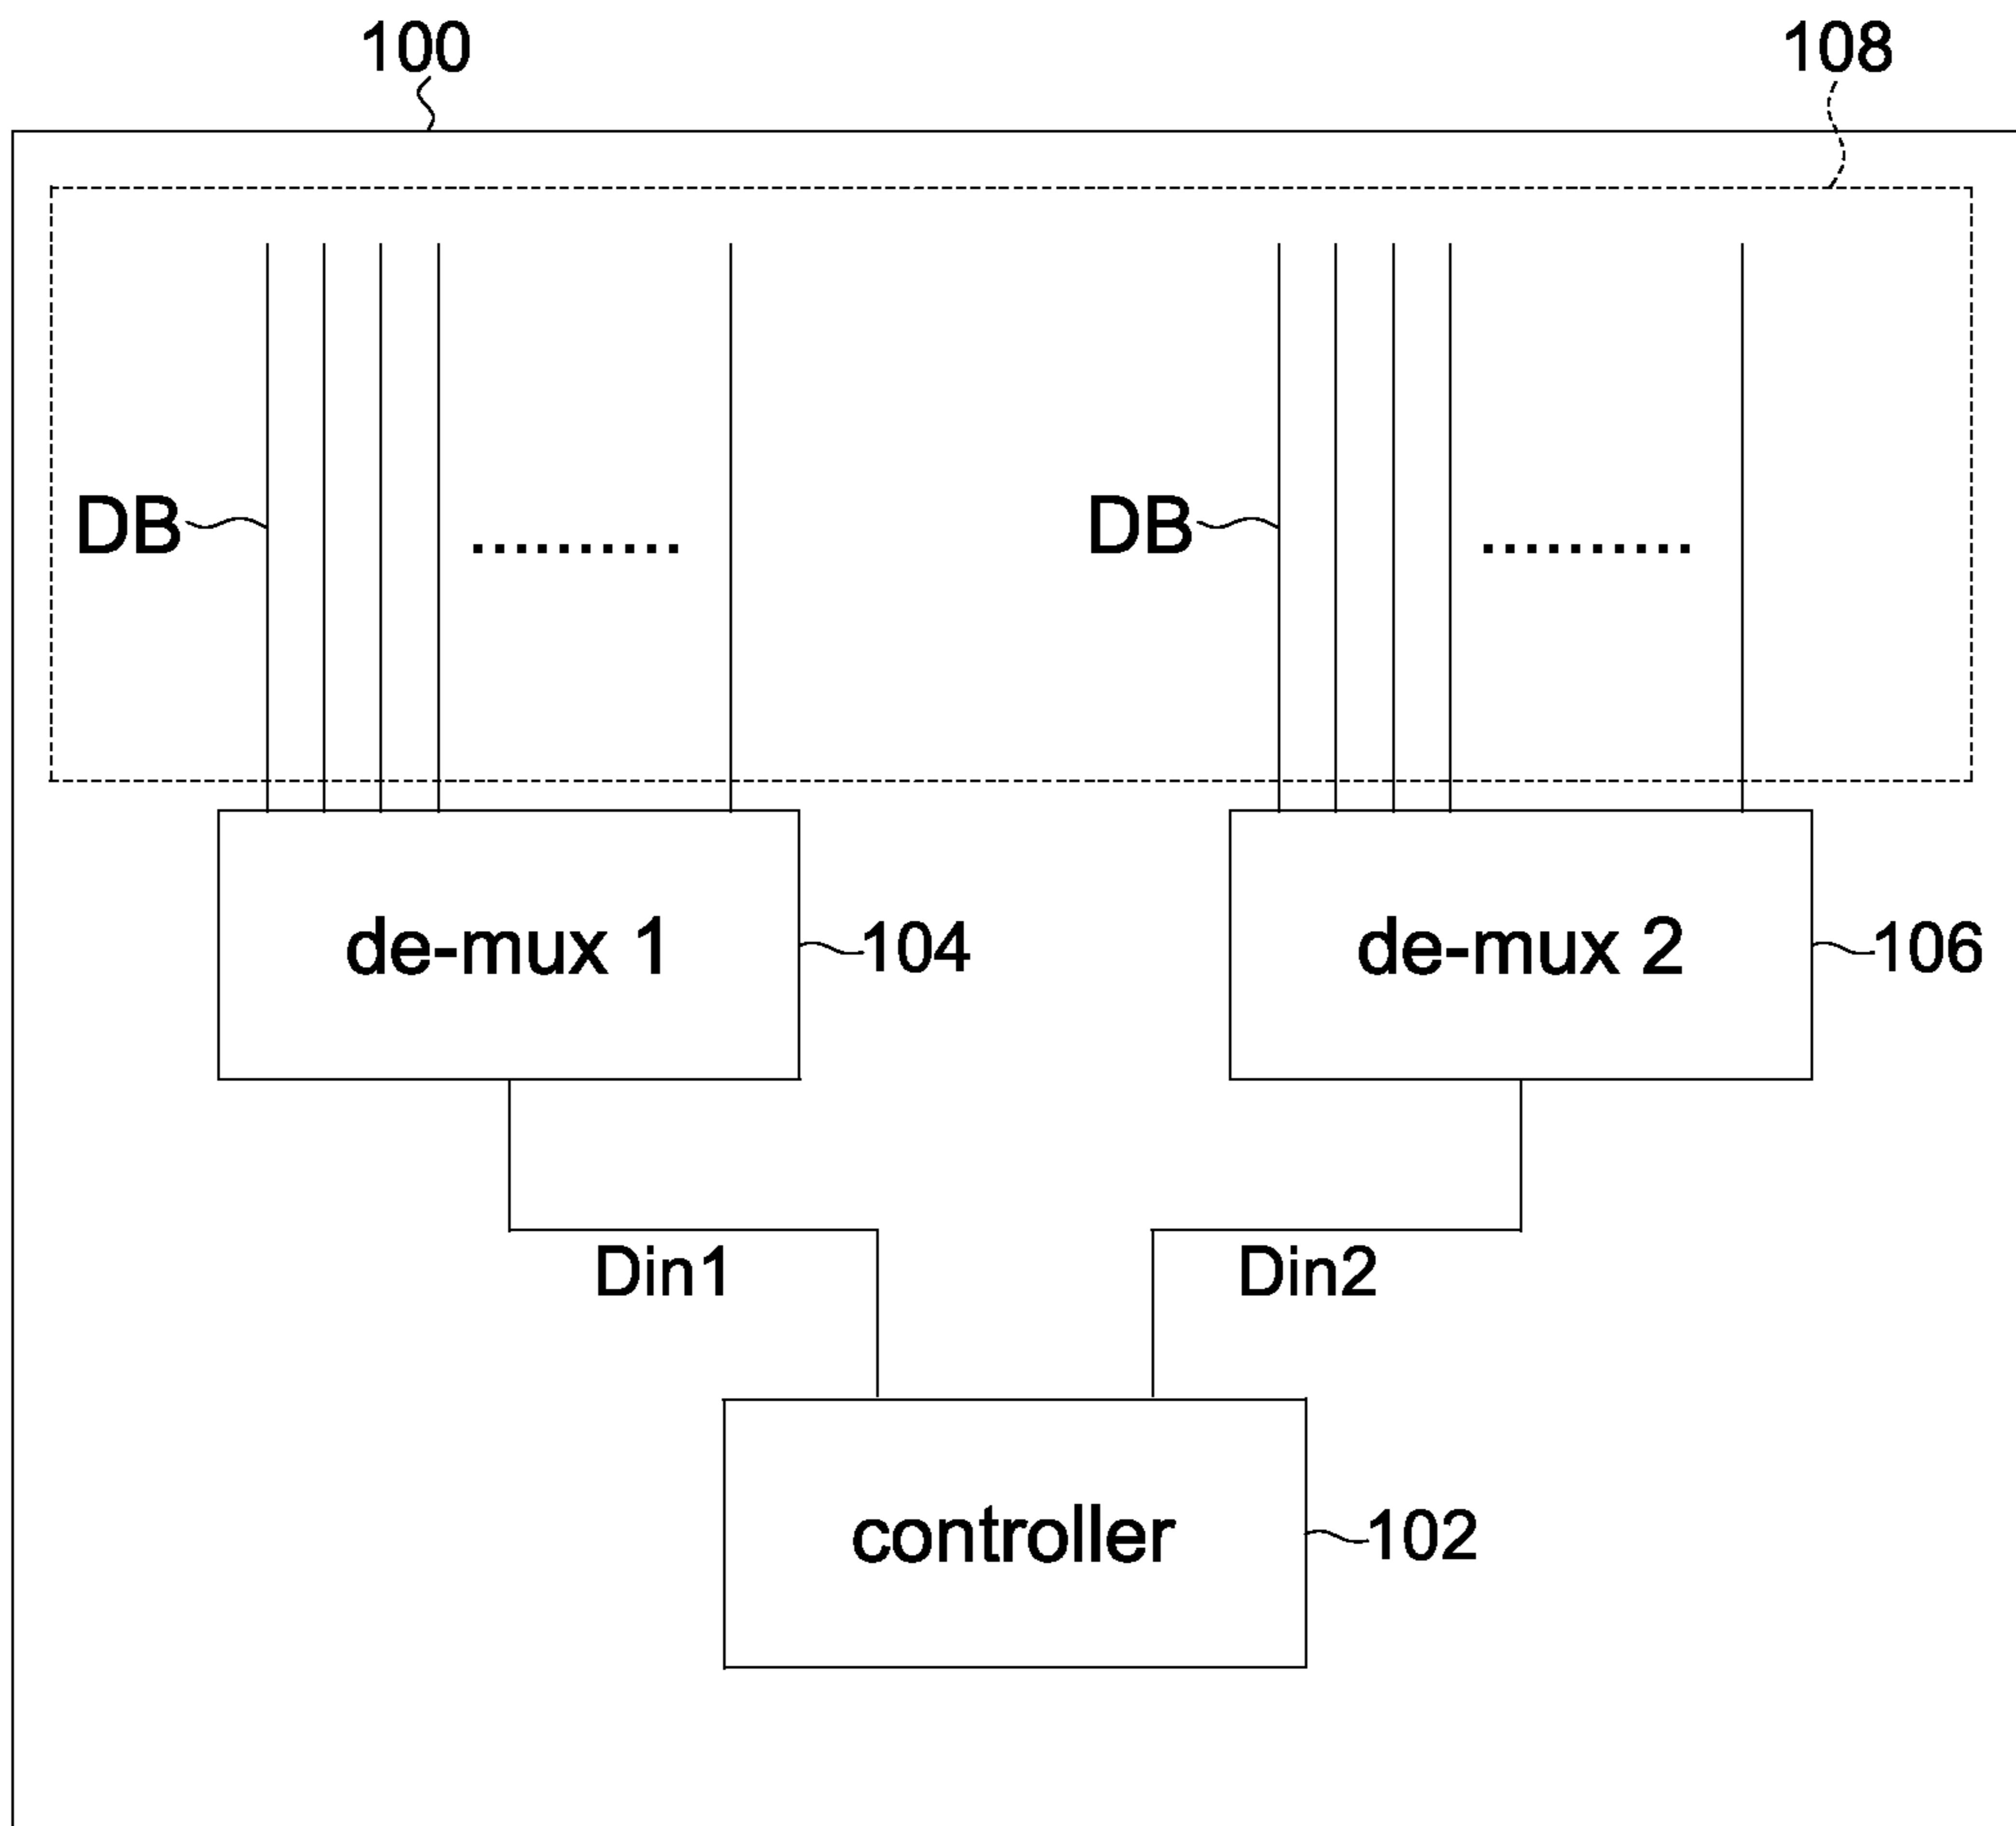 100
108
DB
..........
DB
..........
de-mux 1
104
de-mux 2
106
Din1
Din2
controller
102